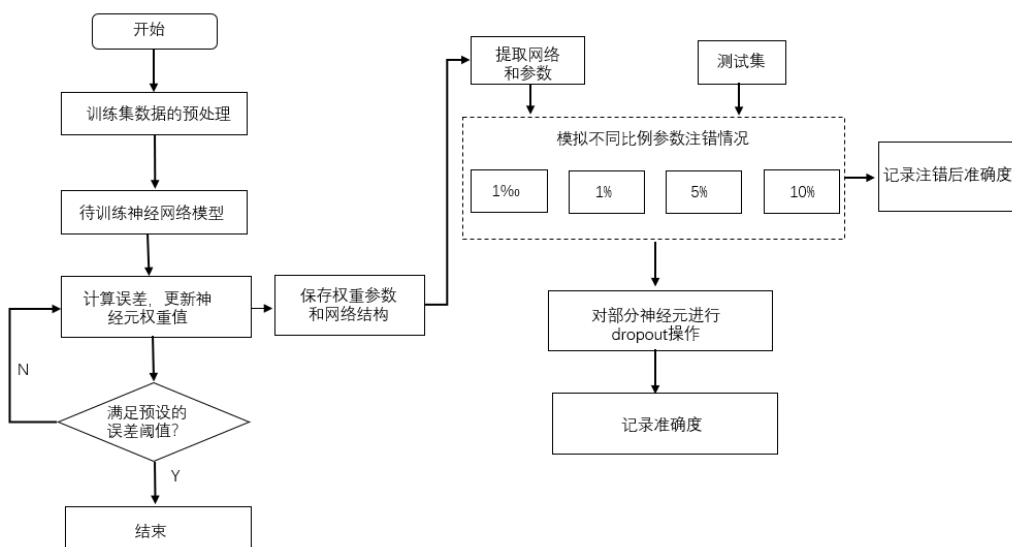 开始
训练集数据的预处理
待训练神经网络模型
计算误差，更新神
经元权重值
N
满足预设的
误差阈值？
Y
结束
保存权重参数
和网络结构
提取网络
和参数
测试集
模拟不同比例参数注错情况
1‰
1%
5%
10%
记录注错后准确度
对部分神经元进行
dropout操作
记录准确度